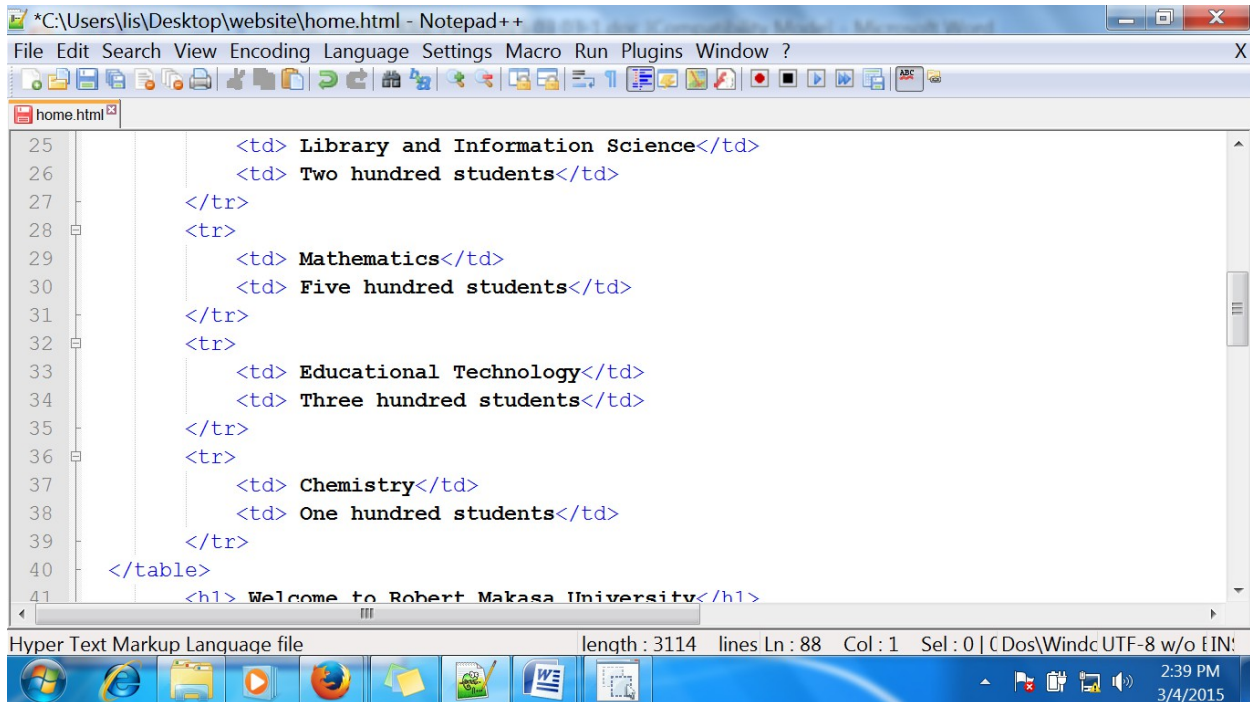 *C:\Users\lis\Desktop\website\home.html - Notepad++
File Edit Search View Encoding Language Settings Macro Run Plugins Window ? X
home.html
25 <td> Library and Information Science</td>
26 <td> Two hundred students</td>
27 </tr>
28 <tr>
29 <td> Mathematics</td>
30 <td> Five hundred students</td>
31 </tr>
32 <tr>
33 <td> Educational Technology</td>
34 <td> Three hundred students</td>
35 </tr>
36 <tr>
37 <td> Chemistry</td>
38 <td> One hundred students</td>
39 </tr>
40 </table>
41 <h1> Welcome to Robert Makasa University</h1>
Hyper Text Markup Language file length : 3114 lines Ln : 88 Col : 1 Sel : 0 | Dos\Windo UTF-8 w/o INS
2:39 PM
3/4/2015